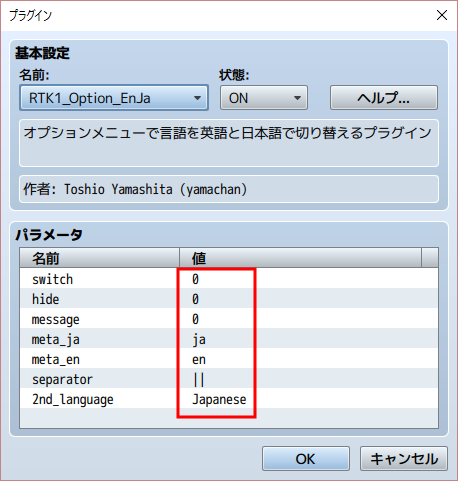 プラグイン
基本設定
名前: 状態:
RTK1_Option_EnJa ON ヘルプ...
オプションメニューで言語を英語と日本語で切り替えるプラグイン
作者: Toshio Yamashita (yamachan)
パラメータ
名前 値
switch 0
hide 0
message 0
meta_ja ja
meta_en en
separator ||
2nd_language Japanese
OK キャンセル